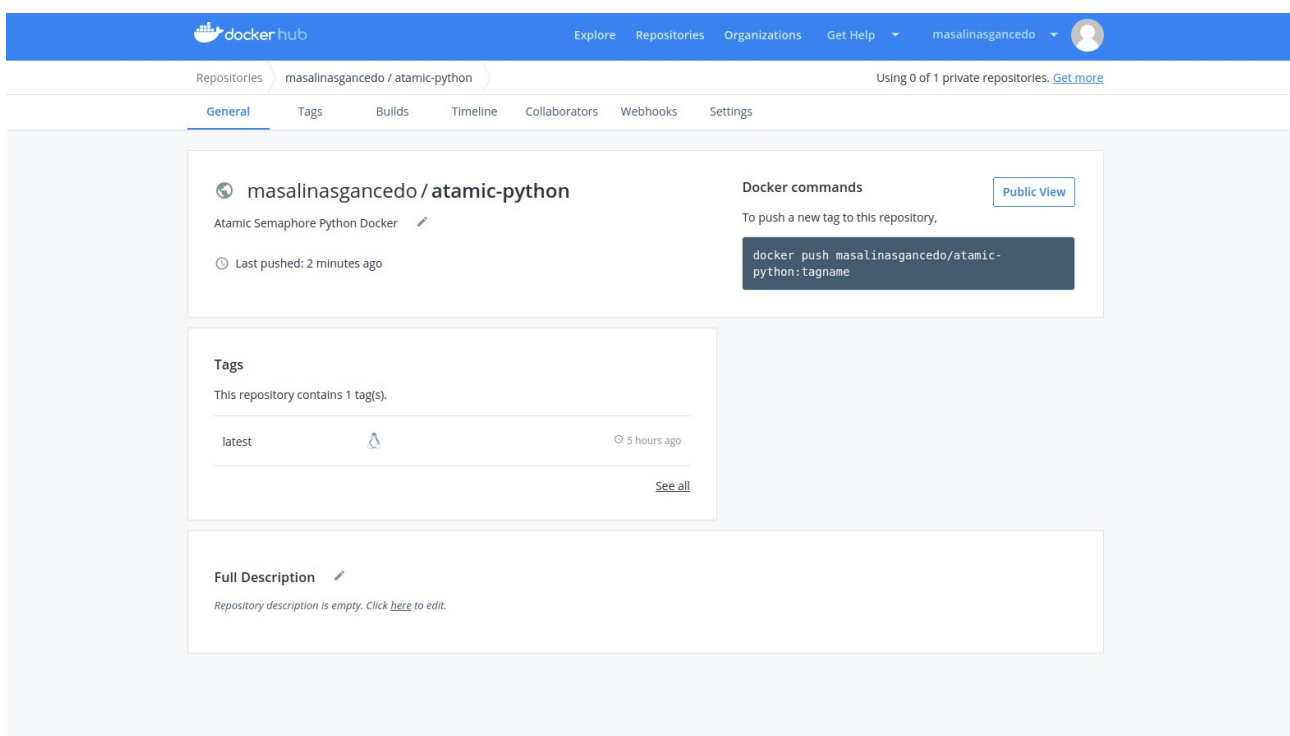 dockerhub Explore Repositories Organizations Get Help masalinasgancedo
Repositories masalinasgancedo / atamic-python Using 0 of 1 private repositories. Get more
General Tags Builds Timeline Collaborators Webhooks Settings
masalinasgancedo / atamic-python
Atamic Semaphore Python Docker
Last pushed: 2 minutes ago
Docker commands
Public View
To push a new tag to this repository,
docker push masalinasgancedo/atamic-
python:tagname
Tags
This repository contains 1 tag(s).
latest 5 hours ago
See all
Full Description
Repository description is empty. Click here to edit.